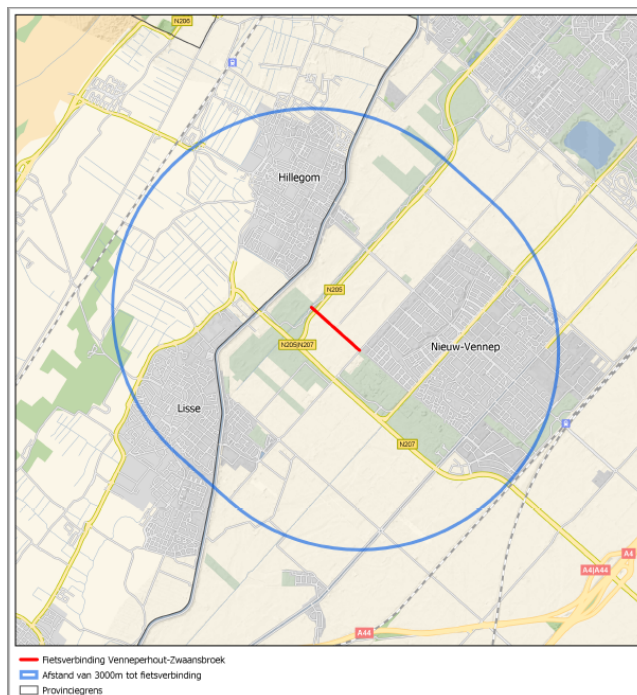 N206
Hillegom
N205
N205|N207
Nieuw-Vennep
Lisse
N207
A4
A4|A44
A44
Fietsverbinding Venneperhout-Zwaansbroek
Afstand van 3000m tot fietsverbinding
Provinciegrens